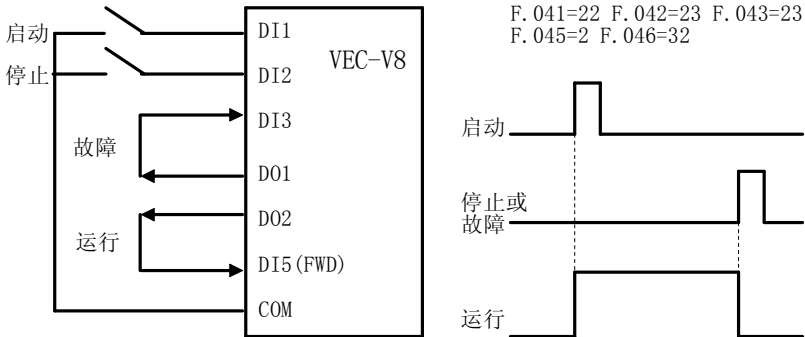 启动
停止
故障
运行
DI1
DI2
DI3
DO1
DO2
DI5(FWD)
COM
VEC-V8
F.041=22 F.042=23 F.043=23
F.045=2 F.046=32
启动
停止或
故障
运行